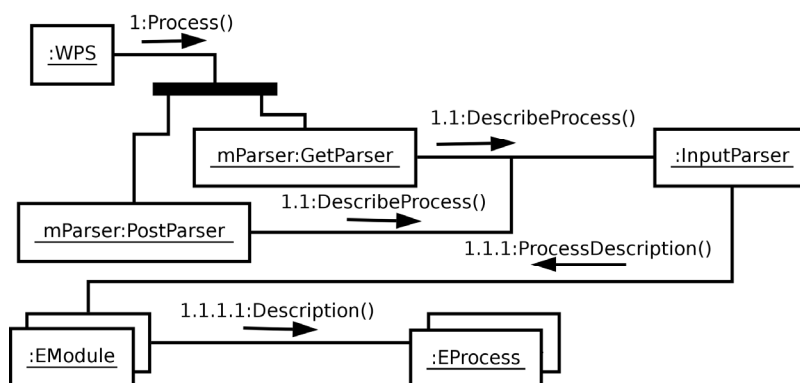 1:Process()
:WPS
1.1:DescribeProcess()
mParser:GetParser
:InputParser
1.1:DescribeProcess()
mParser:PostParser
1.1.1:ProcessDescription()
1.1.1.1:Description()
:EModule
:EProcess